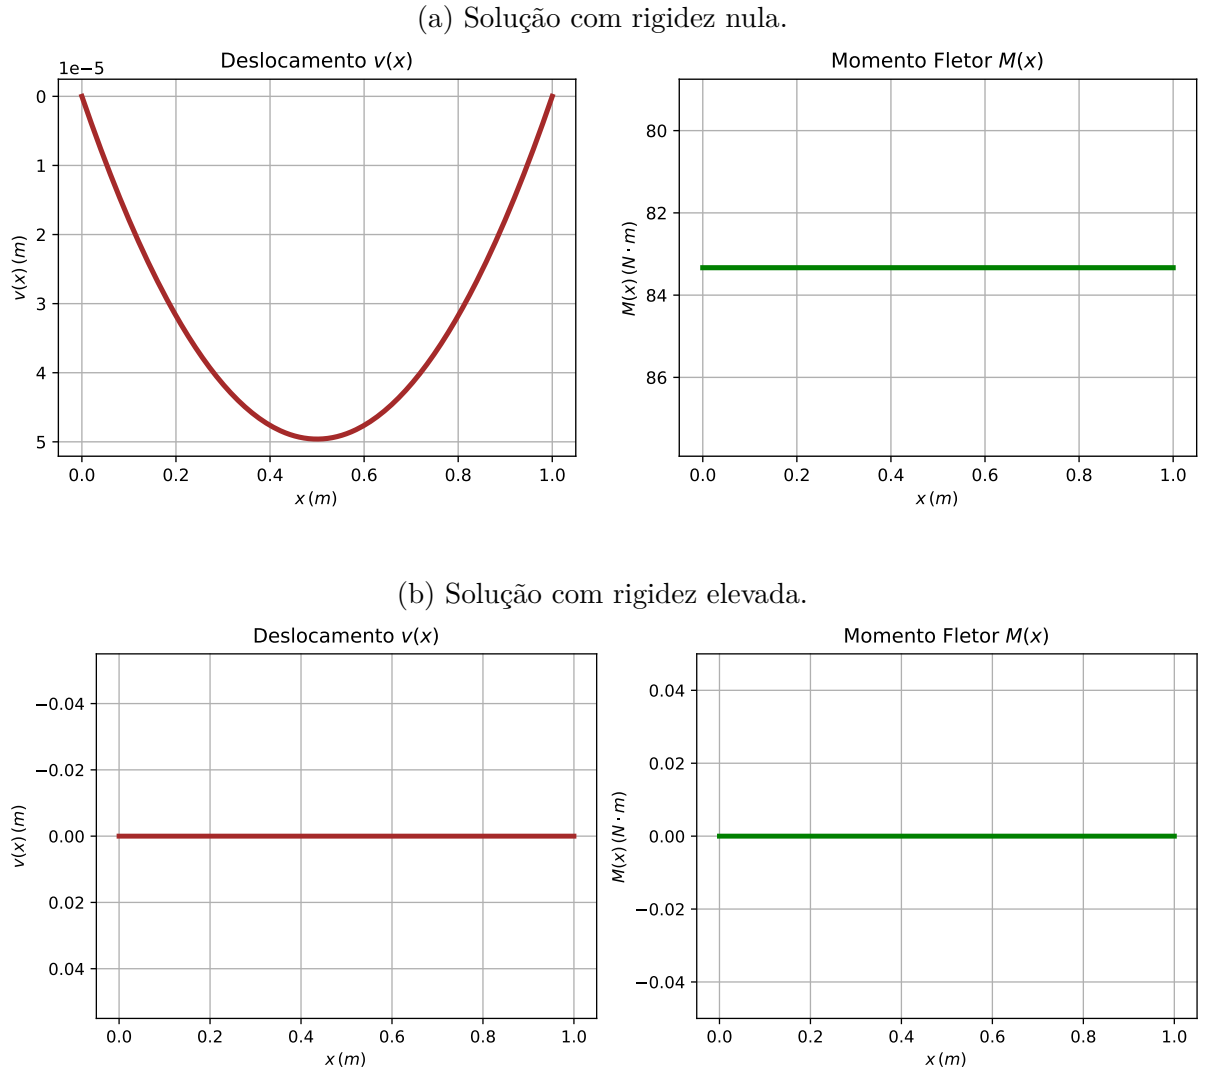 (a) Solução com rigidez nula.
Deslocamento v(x)
1e−5
0
1
2
3
4
5
v(x) (m)
0.0 0.2 0.4 0.6 0.8 1.0
x (m)
Momento Fletor M(x)
80
82
84
86
M(x) (N · m)
0.0 0.2 0.4 0.6 0.8 1.0
x (m)
(b) Solução com rigidez elevada.
Deslocamento v(x)
−0.04
−0.02
0.00
0.02
0.04
v(x) (m)
0.0 0.2 0.4 0.6 0.8 1.0
x (m)
Momento Fletor M(x)
0.04
0.02
0.00
−0.02
−0.04
M(x) (N · m)
0.0 0.2 0.4 0.6 0.8 1.0
x (m)